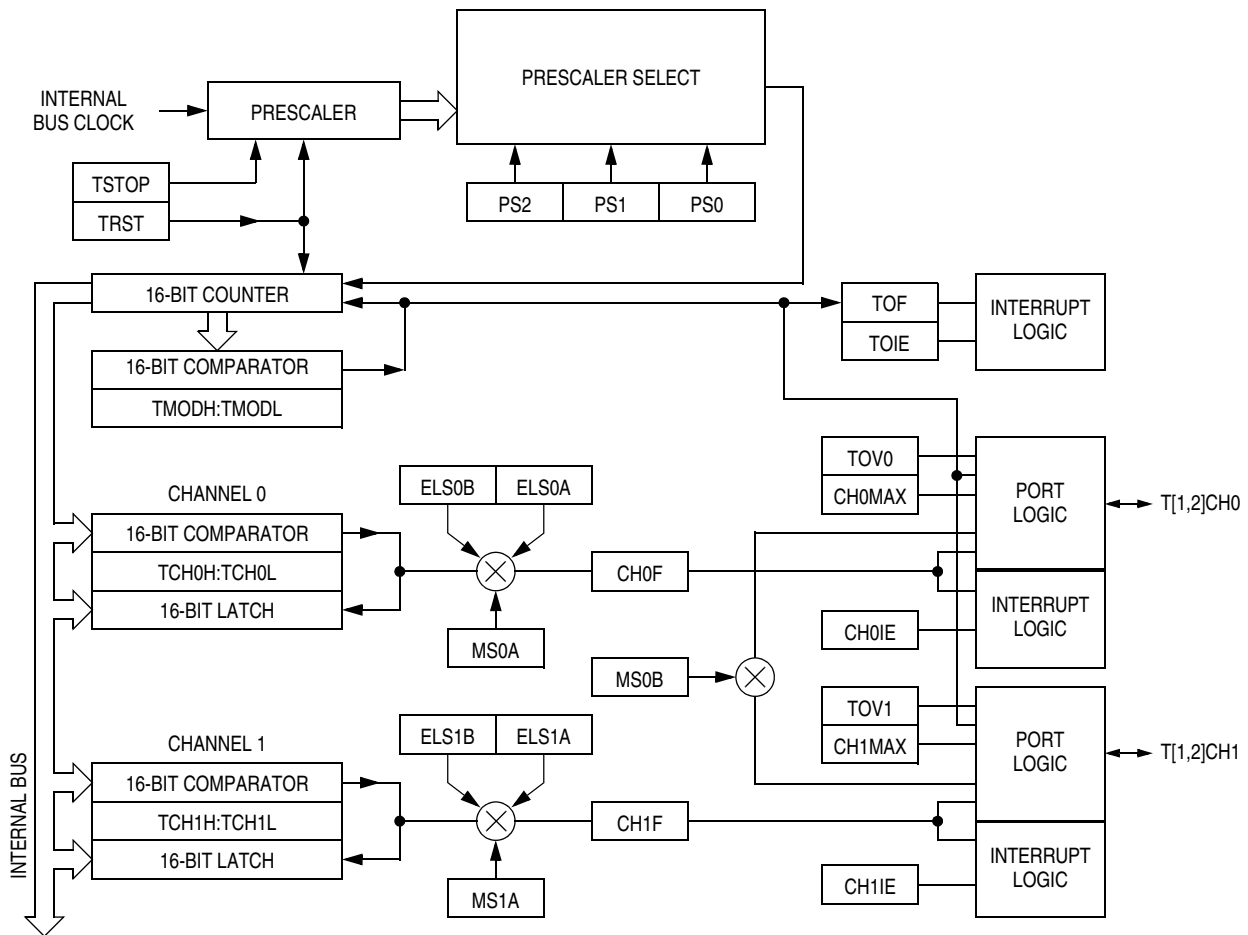 PRESCALER SELECT
INTERNAL
BUS CLOCK
PRESCALER
TSTOP
TRST
PS2
PS1
PS0
16-BIT COUNTER
TOF
TOIE
INTERRUPT
LOGIC
16-BIT COMPARATOR
TMODH:TMODL
CHANNEL 0
ELS0B
ELS0A
TOV0
CH0MAX
PORT
LOGIC
T[1,2]CH0
16-BIT COMPARATOR
TCH0H:TCH0L
16-BIT LATCH
CH0F
MS0A
CH0IE
INTERRUPT
LOGIC
MS0B
CHANNEL 1
ELS1B
ELS1A
TOV1
CH1MAX
PORT
LOGIC
T[1,2]CH1
16-BIT COMPARATOR
TCH1H:TCH1L
16-BIT LATCH
CH1F
MS1A
CH1IE
INTERRUPT
LOGIC
INTERNAL BUS